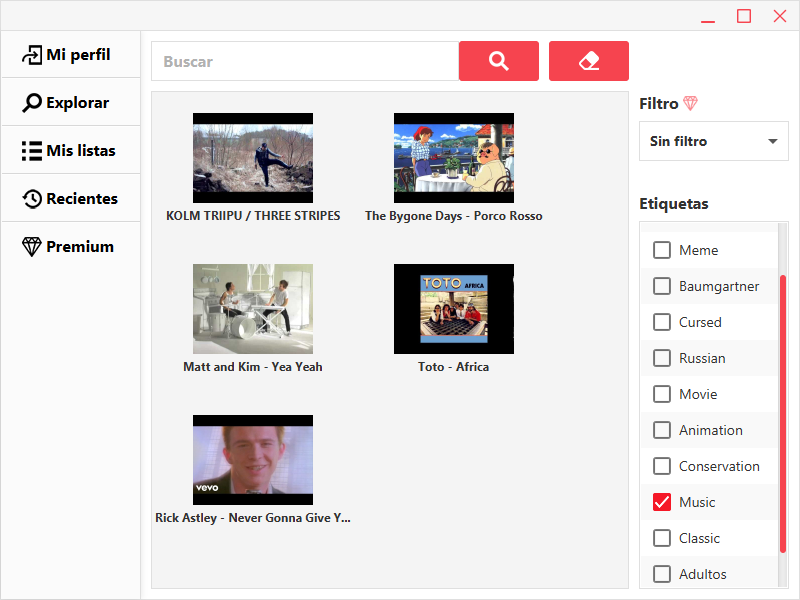 Mi perfil
Explorar
Mis listas
Recientes
Premium
Buscar
KOLM TRIIPU / THREE STRIPES
The Bygone Days - Porco Rosso
Matt and Kim - Yea Yeah
TOTO AFRICA
Toto - Africa
vevo
Rick Astley - Never Gonna Give Y...
Filtro
Sin filtro
Etiquetas
Meme
Baumgartner
Cursed
Russian
Movie
Animation
Conservation
Music
Classic
Adultos